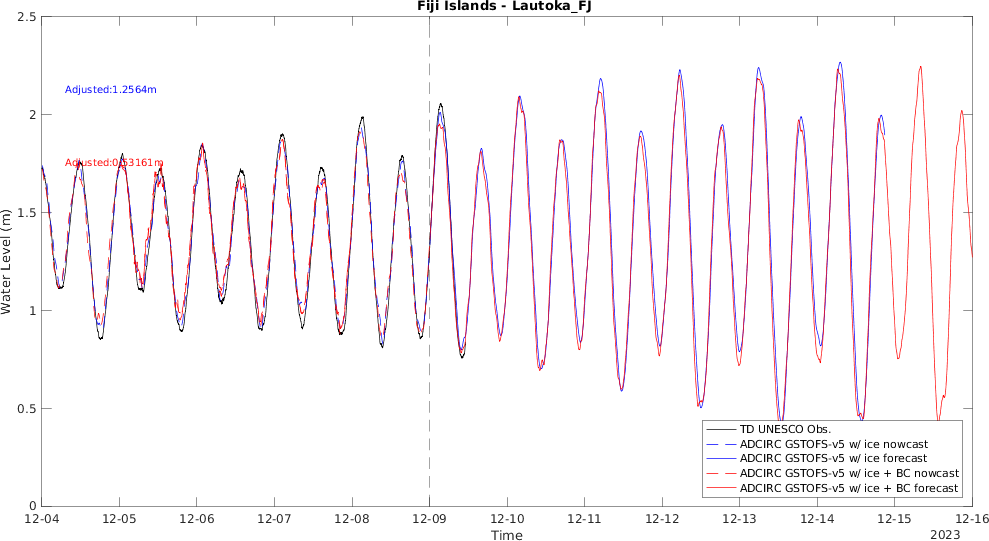 Fiji Islands - Lautoka_FJ
2.5
2
1.5
1
0.5
0
Water Level (m)
Adjusted:1.2564m
Adjusted:0.53161m
TD UNESCO Obs.
ADCIRC GSTOFS-v5 w/ ice nowcast
ADCIRC GSTOFS-v5 w/ ice forecast
ADCIRC GSTOFS-v5 w/ ice + BC nowcast
ADCIRC GSTOFS-v5 w/ ice + BC forecast
12-04 12-05 12-06 12-07 12-08 12-09 12-10 12-11 12-12 12-13 12-14 12-15 12-16
Time
2023